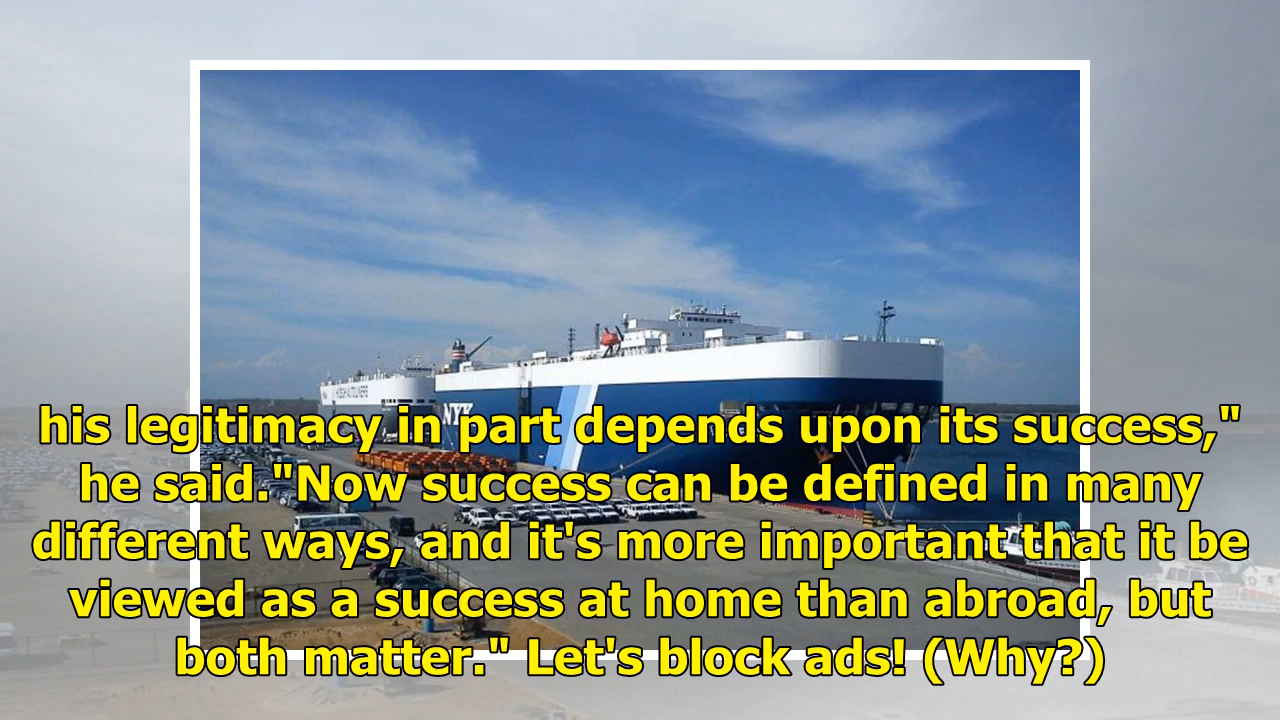 NYK
his legitimacy in part depends upon its success,"
he said."Now success can be defined in many
different ways, and it's more important that it be
viewed as a success at home than abroad, but
both matter." Let's block ads! (Why?)